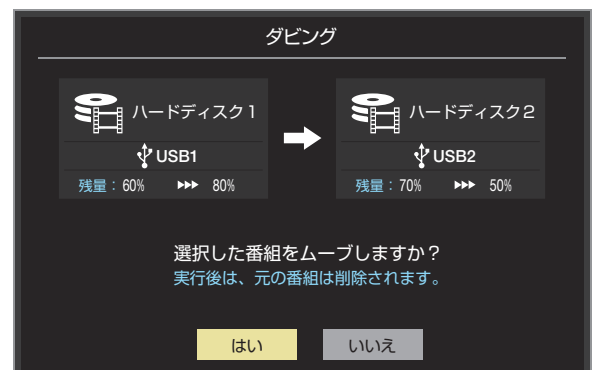 ダビング
ハードディスク1
USB1
残量：60% ▸▸▸ 80%
ハードディスク2
USB2
残量：70% ▸▸▸ 50%
選択した番組をムーブしますか？
実行後は、元の番組は削除されます。
はい
いいえ